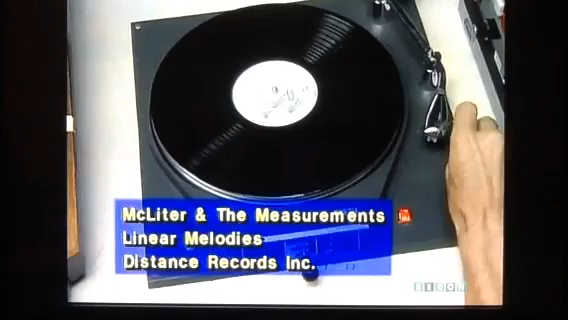 McLiter & The Measurements
Linear Melodies
Distance Records Inc.